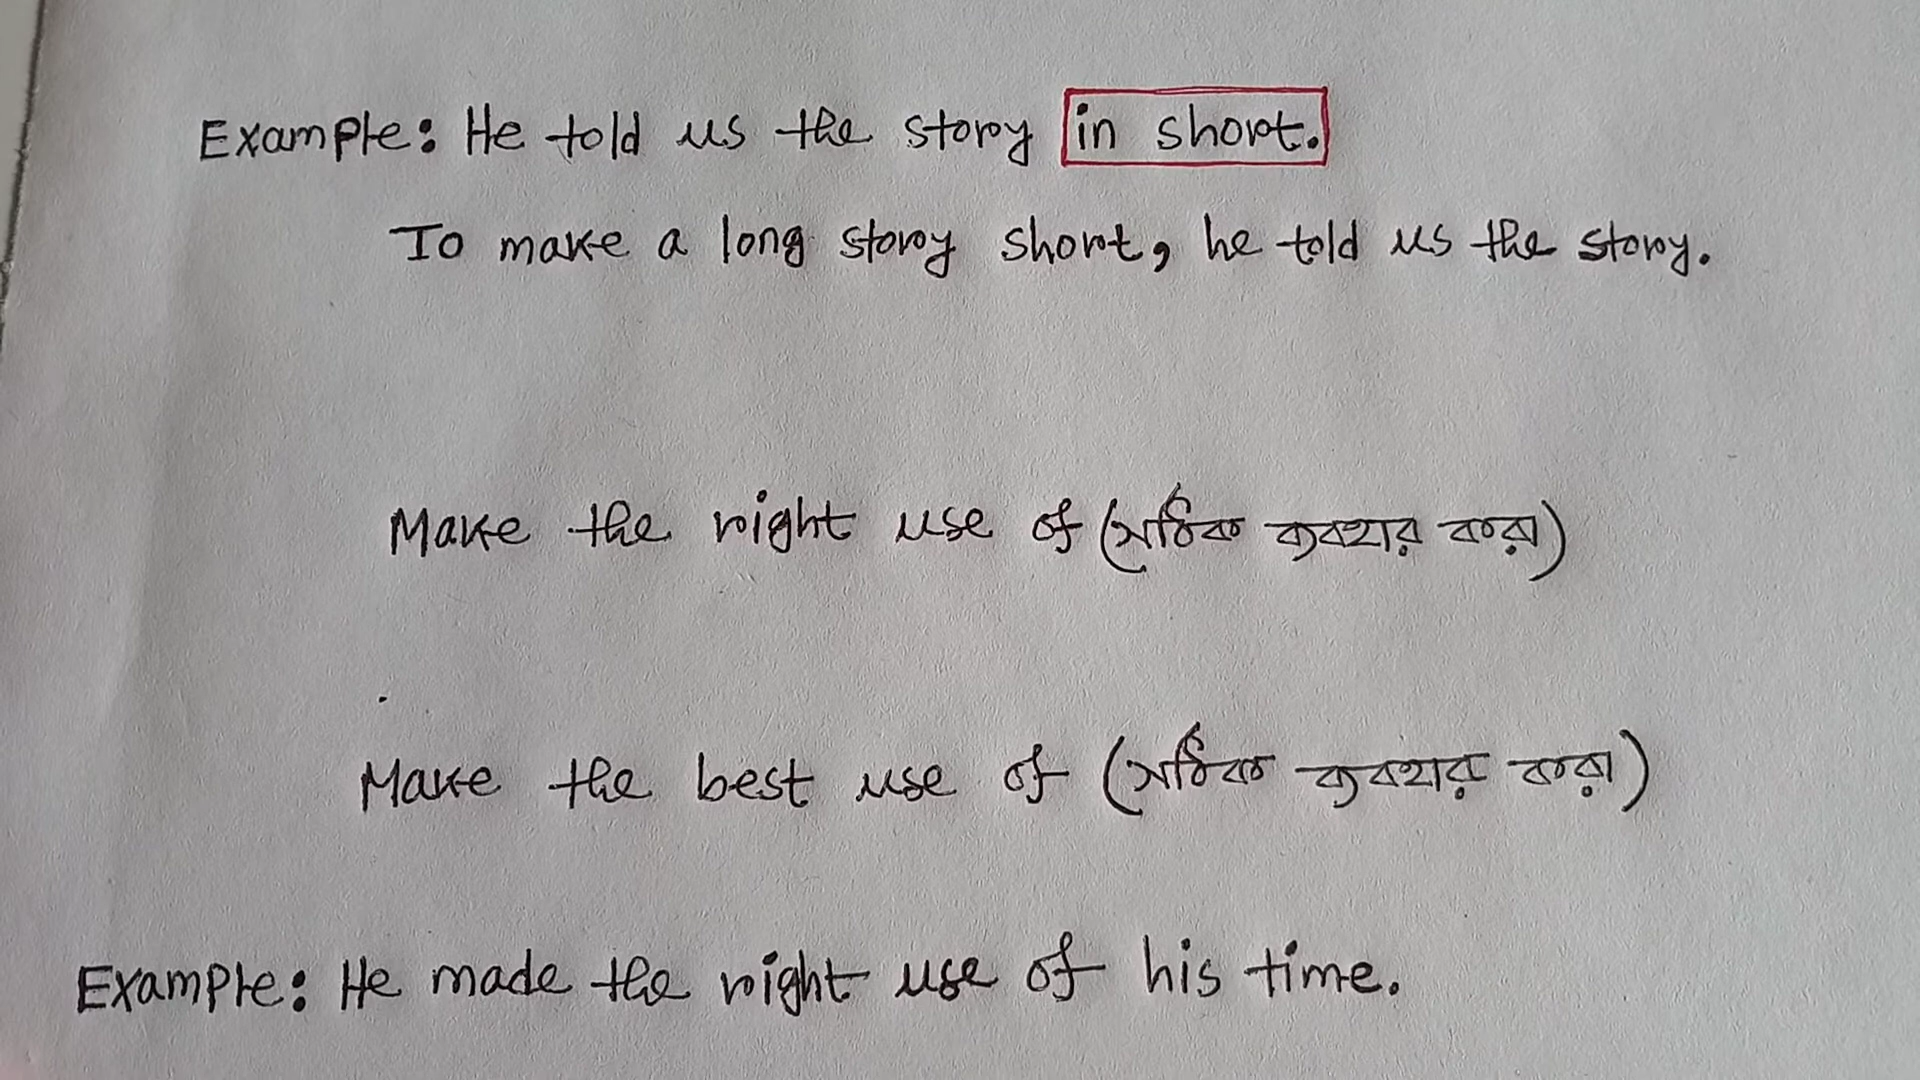 Example: He told us the story in short.
To make a long story short, he told us the story.
Make the right use of (সঠিক ব্যবহার করা)
Make the best use of (সঠিক ব্যবহার করা)
Example: He made the right use of his time.